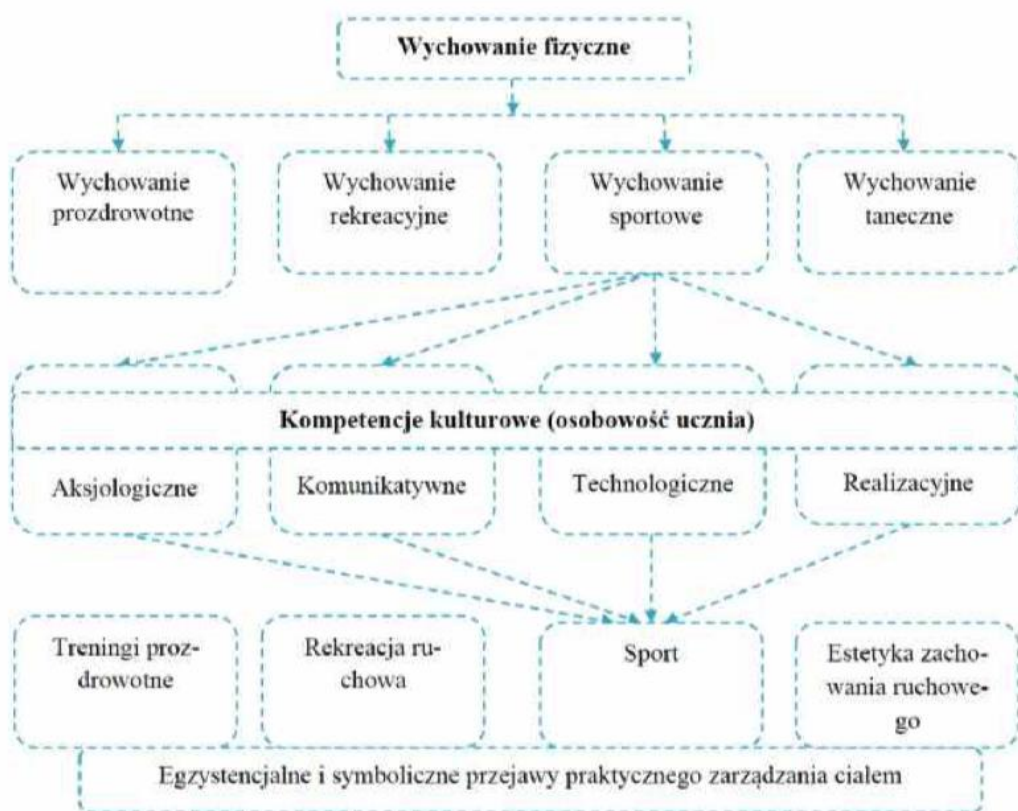 Wychowanie fizyczne
Wychowanie
prozdrowotne
Wychowanie
rekreacyjne
Wychowanie
sportowe
Wychowanie
taneczne
Kompetencje kulturowe (osobowość ucznia)
Aksjologiczne
Komunikatywne
Technologiczne
Realizacyjne
Treningi proz-
drowotne
Rekreacja ru-
chowa
Sport
Estetyka zacho-
wania ruchowe-
go
Egzystencjalne i symboliczne przejawy praktycznego zarządzania ciałem